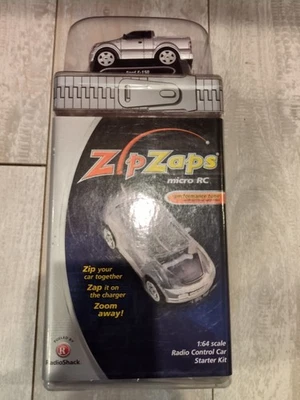 Ford F-150
ZipZaps
micro RC
Zip your
car together
Zap it on
the charger
Zoom
away!
1:64 scale
Radio Control Car
Starter Kit
R
RadioShack